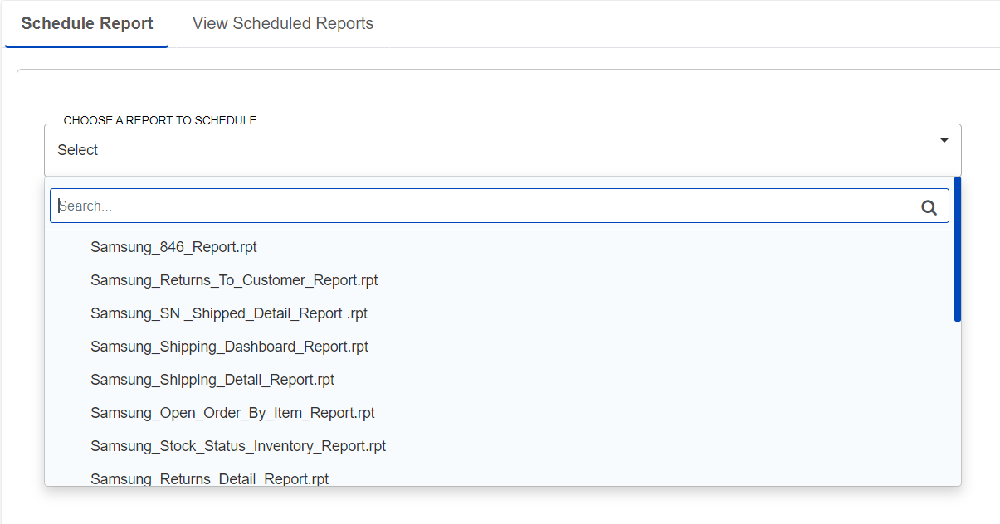 Schedule Report View Scheduled Reports
CHOOSE A REPORT TO SCHEDULE
Select
Search...
Samsung_846_Report.rpt
Samsung_Returns_To_Customer_Report.rpt
Samsung_SN _Shipped_Detail_Report .rpt
Samsung_Shipping_Dashboard_Report.rpt
Samsung_Shipping_Detail_Report.rpt
Samsung_Open_Order_By_Item_Report.rpt
Samsung_Stock_Status_Inventory_Report.rpt
Samsung_Returns_Detail_Report.rpt